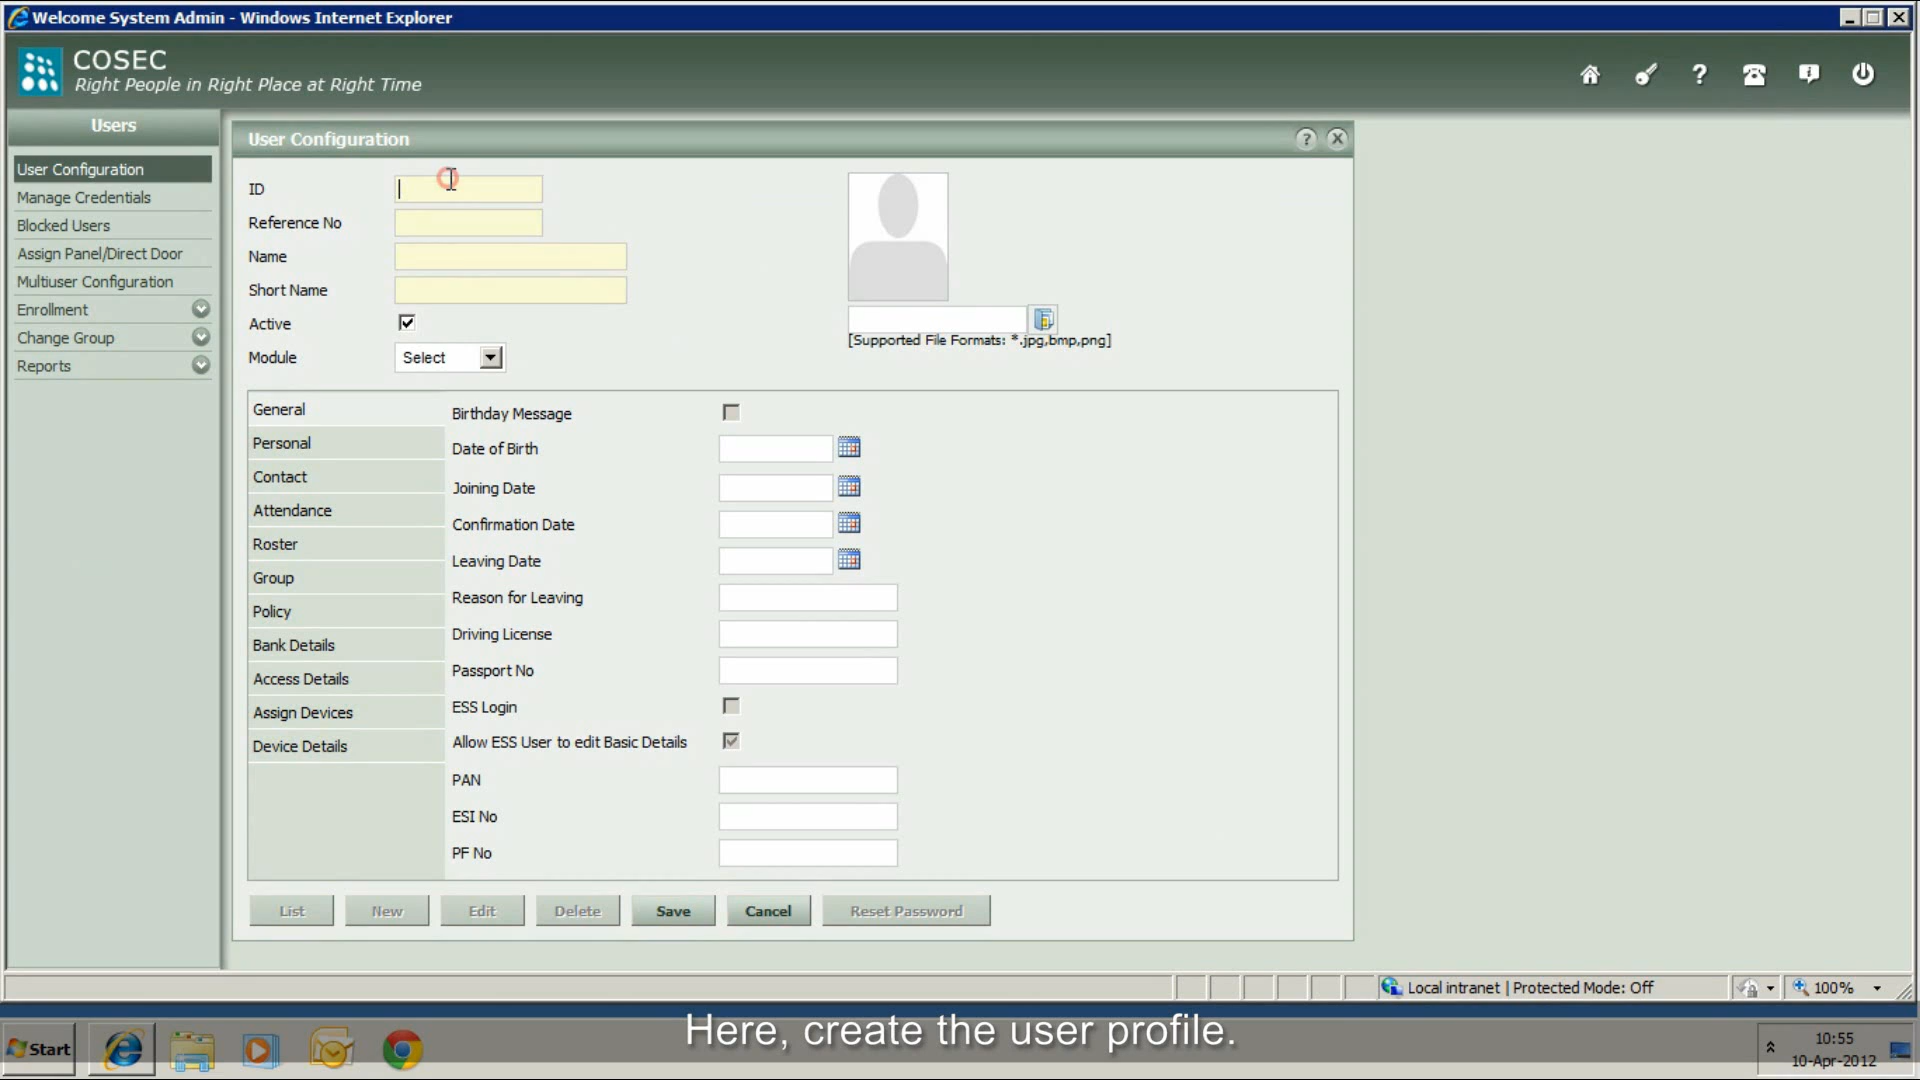 Welcome System Admin - Windows Internet Explorer
COSEC
Right People in Right Place at Right Time
Users
User Configuration
Manage Credentials
Blocked Users
Assign Panel/Direct Door
Multiuser Configuration
Enrollment
Change Group
Reports
User Configuration
ID
Reference No
Name
Short Name
Active
Module
Select
[Supported File Formats: *.jpg,bmp,png]
General
Personal
Contact
Attendance
Roster
Group
Policy
Bank Details
Access Details
Assign Devices
Device Details
Birthday Message
Date of Birth
Joining Date
Confirmation Date
Leaving Date
Reason for Leaving
Driving License
Passport No
ESS Login
Allow ESS User to edit Basic Details
PAN
ESI No
PF No
List New Edit Delete Save Cancel Reset Password
Local intranet | Protected Mode: Off
100%
Here, create the user profile.
Start
10:55
10-Apr-2012